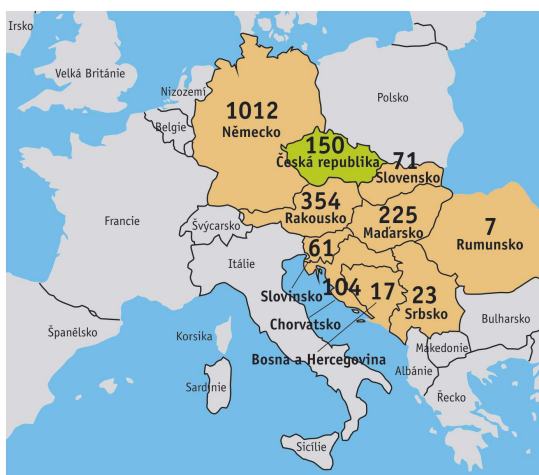 Irsko
Velká Británie
Nizozemí
Belgie
1012
Německo
Polsko
150
Česká republika
71
Slovensko
354
Rakousko
225
Maďarsko
7
Rumunsko
Francie
Švýcarsko
Itálie
61
Slovinsko
104
Chorvatsko
17
Bosna a Hercegovina
23
Srbsko
Bulharsko
Makedonie
Albánie
Řecko
Španělsko
Korsika
Sardinie
Sicílie